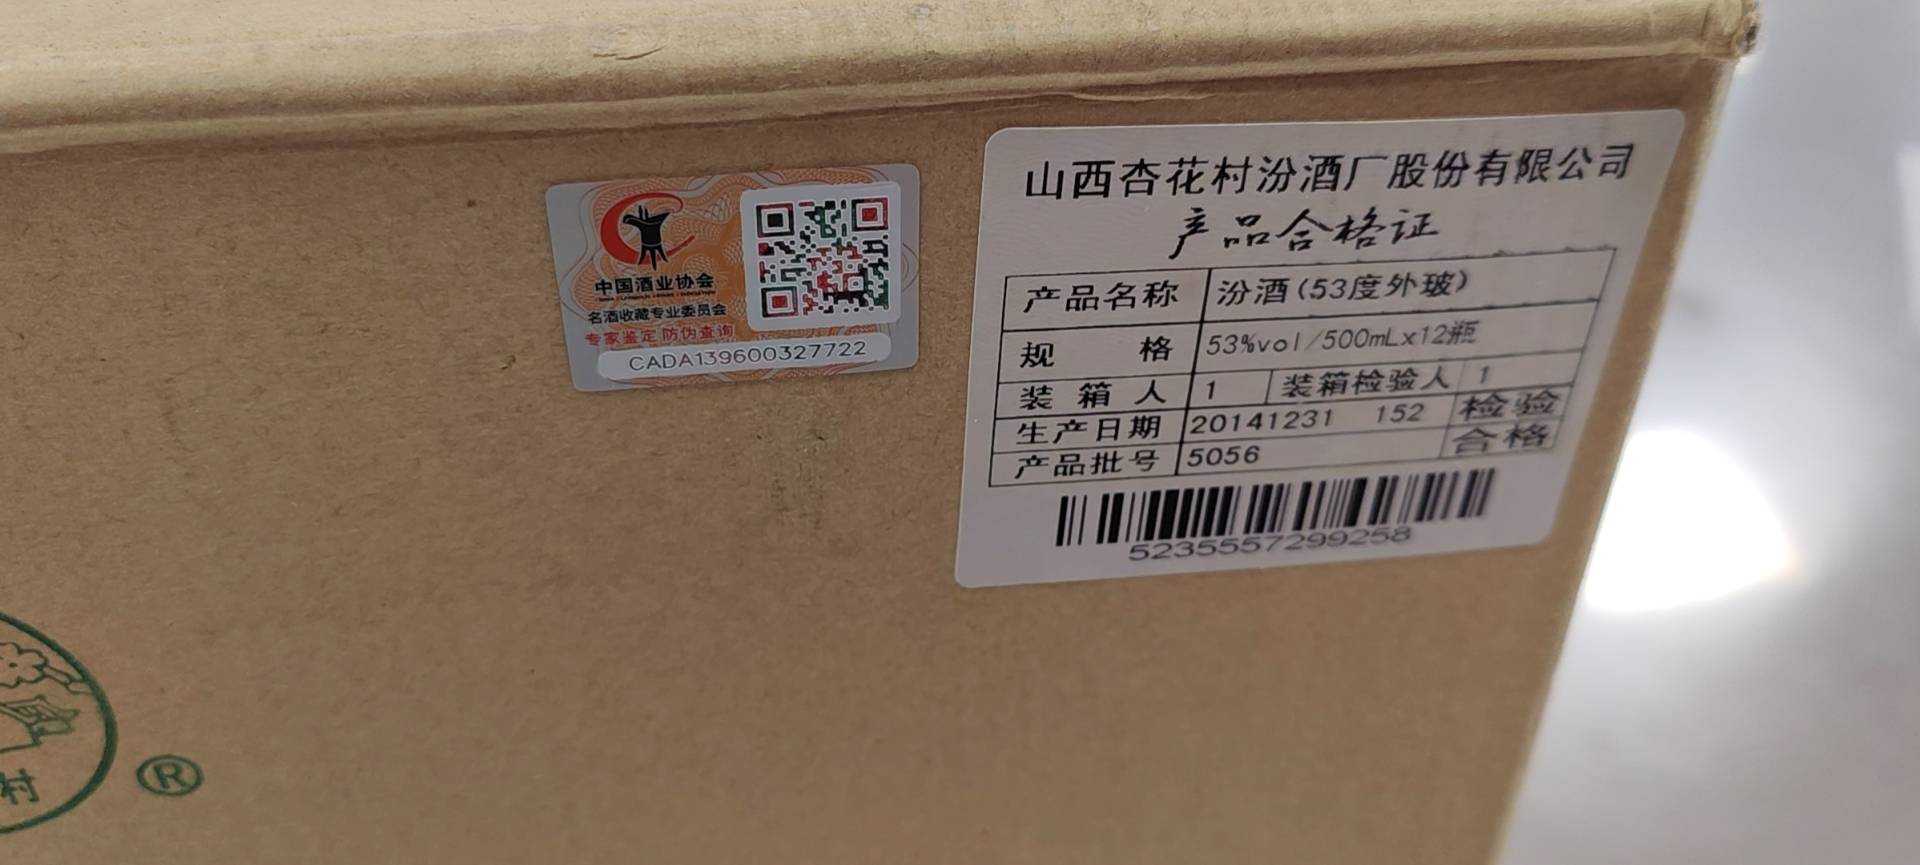 中国酒业协会
名酒收藏专业委员会
专家鉴定 防伪查询
CADA139600327722
山西杏花村汾酒厂股份有限公司
产品合格证
产品名称 汾酒(53度外玻)
规格 53%vol/500mLx12瓶
装箱人 1 装箱检验人 1
生产日期 20141231 152 检验
产品批号 5056 合格
5235557299258
村
®